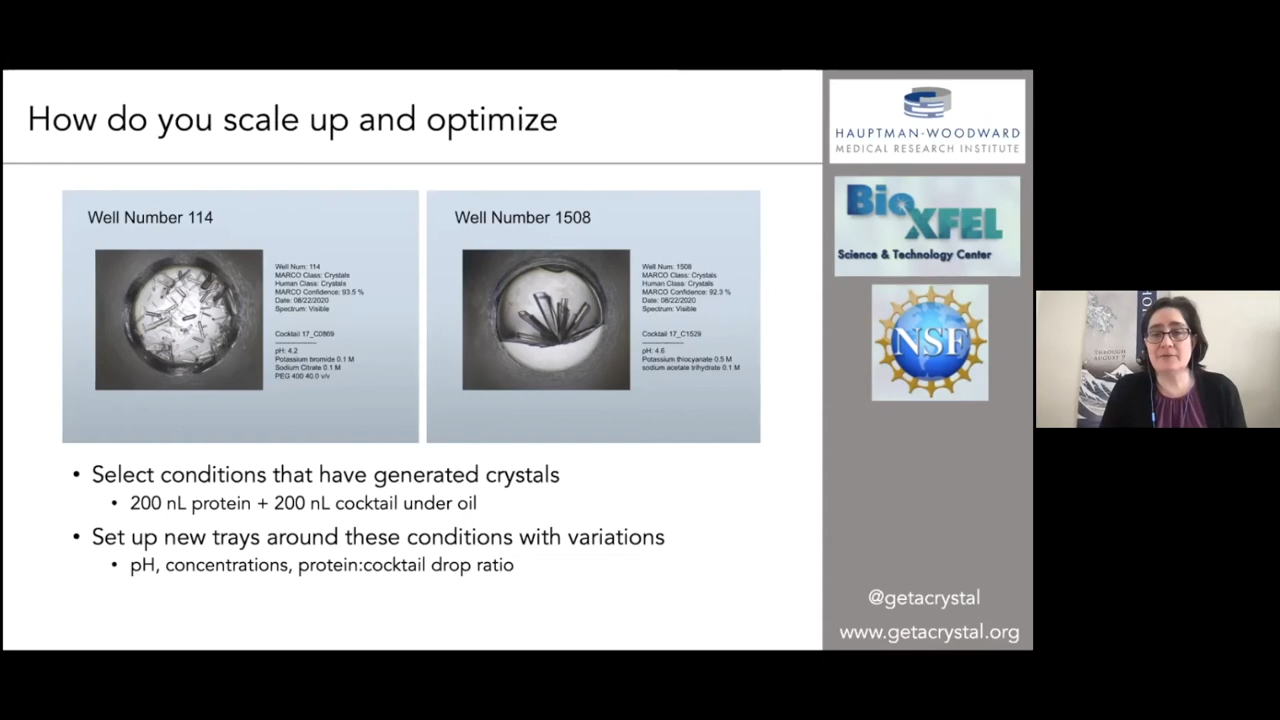 How do you scale up and optimize
Well Number 114
Well Num: 114
MARCO Class: Crystals
Human Class: Crystals
MARCO Confidence: 93.5 %
Date: 08/22/2020
Spectrum: Visible
Cocktail 17_C0869
pH: 4.2
Potassium bromide 0.1 M
Sodium Citrate 0.1 M
PEG 400 40.0 v/v
Well Number 1508
Well Num: 1508
MARCO Class: Crystals
Human Class: Crystals
MARCO Confidence: 92.3 %
Date: 08/22/2020
Spectrum: Visible
Cocktail 17_C1529
pH: 4.6
Potassium thiocyanate 0.5 M
sodium acetate trihydrate 0.1 M
• Select conditions that have generated crystals
• 200 nL protein + 200 nL cocktail under oil
• Set up new trays around these conditions with variations
• pH, concentrations, protein:cocktail drop ratio
HAUPTMAN-WOODWARD
MEDICAL RESEARCH INSTITUTE
BioXFEL
Science & Technology Center
NSF
@getacrystal
www.getacrystal.org
THROUGH
AUGUST